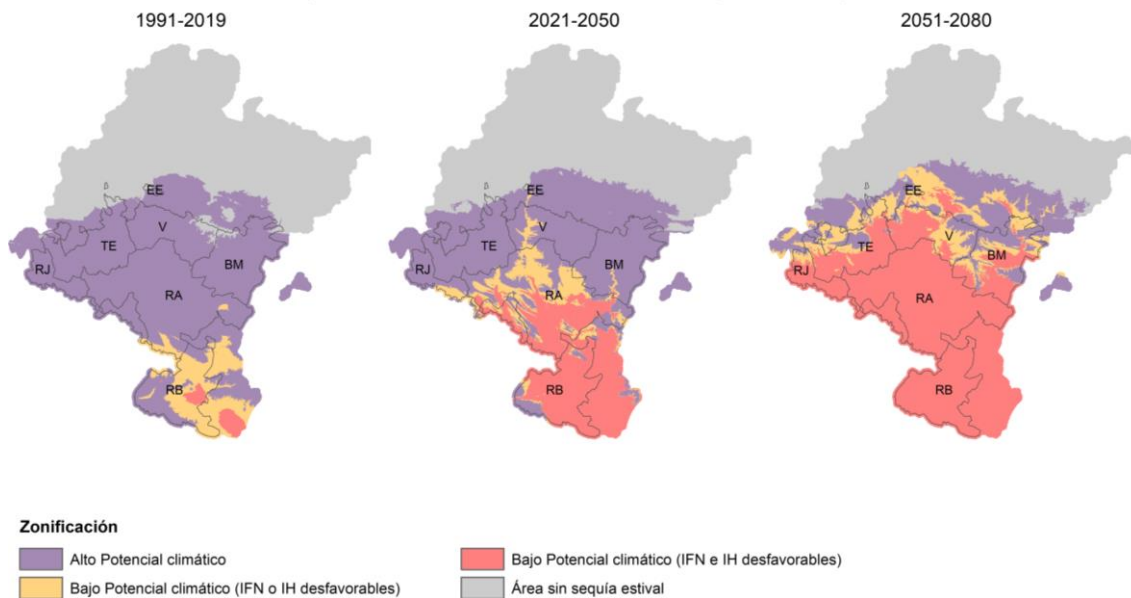 1991-2019
2021-2050
2051-2080
EE
V
TE
RJ
BM
RA
RB
EE
V
TE
RJ
BM
RA
RB
EE
V
TE
RJ
BM
RA
RB
Zonificación
Alto Potencial climático
Bajo Potencial climático (IFN e IH desfavorables)
Bajo Potencial climático (IFN o IH desfavorables)
Área sin sequía estival